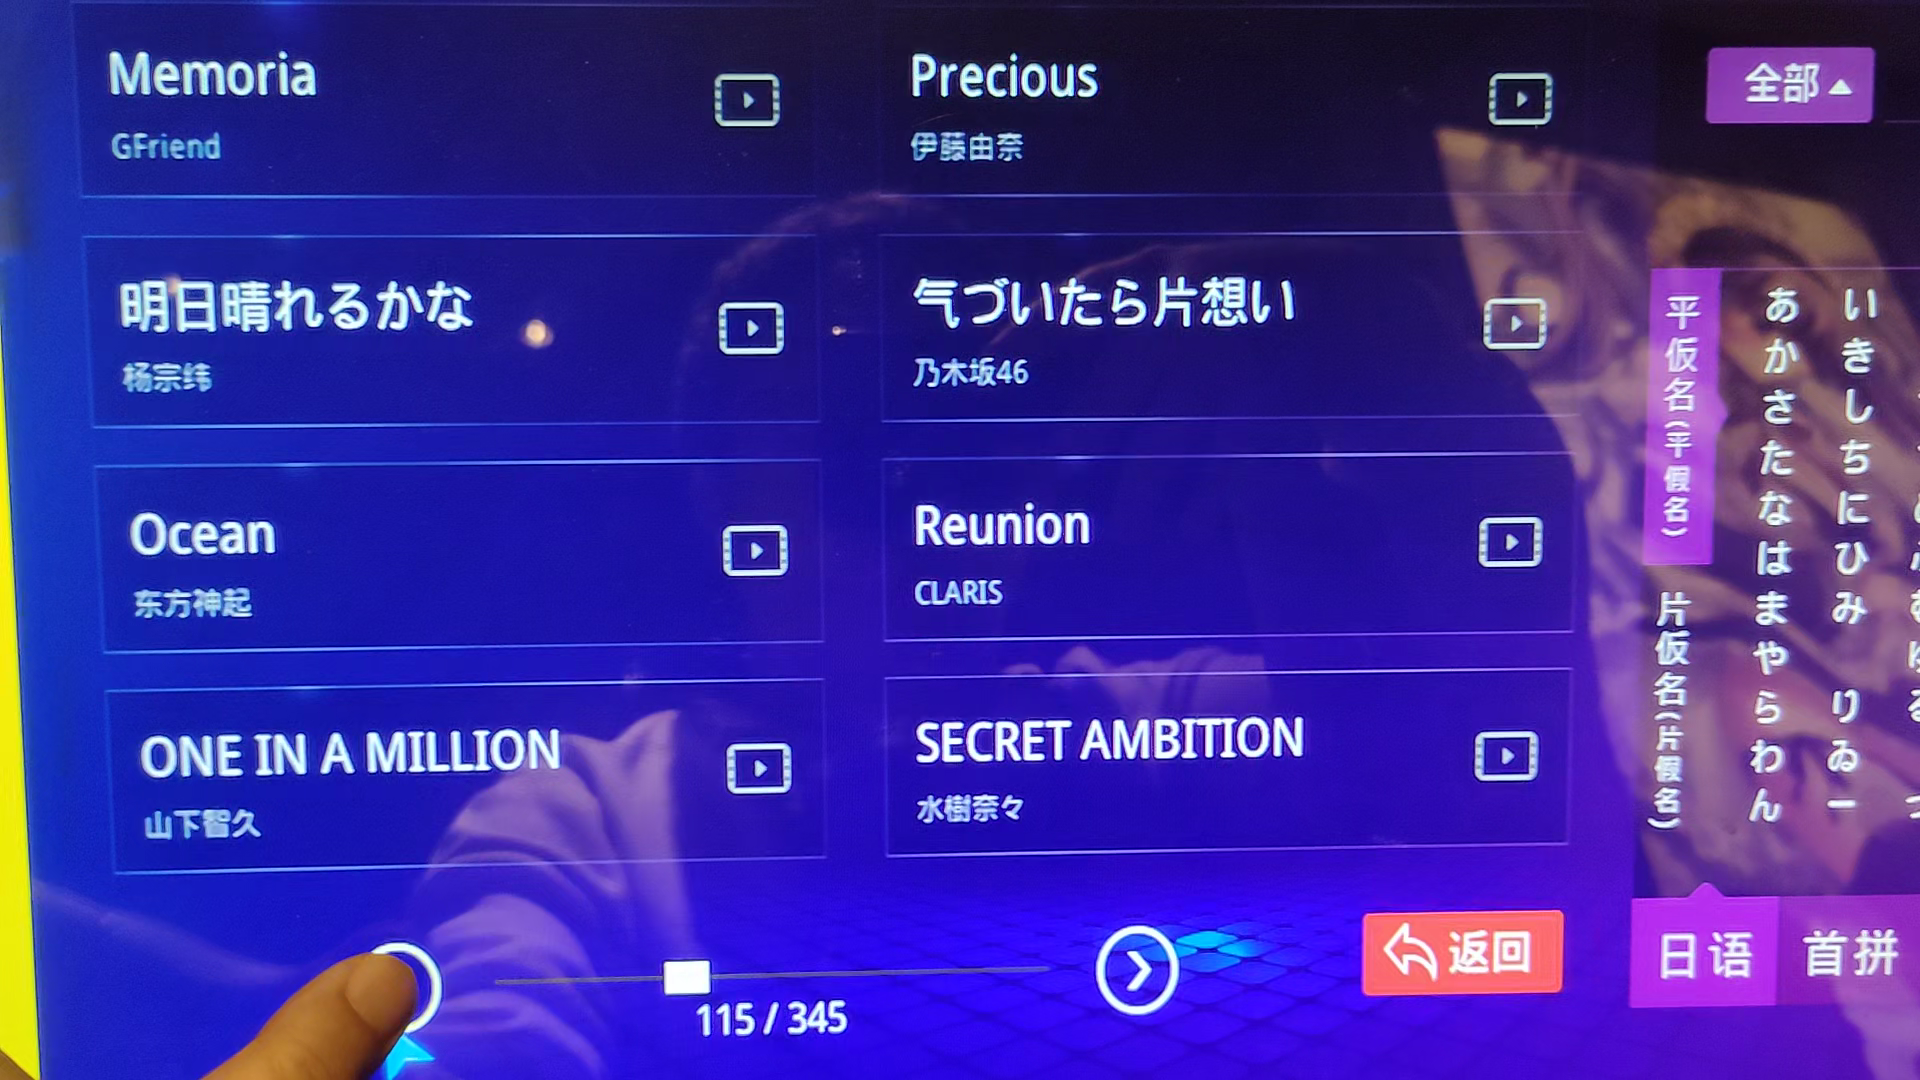 Memoria
GFriend
Precious
伊藤由奈
明日晴れるかな
杨宗纬
気づいたら片想い
乃木坂46
Ocean
东方神起
Reunion
CLARIS
ONE IN A MILLION
山下智久
SECRET AMBITION
水樹奈々
115 / 345
返回
全部
平仮名(平假名)
片仮名(片假名)
あかさたなはまやらわん
いきしちにひみ りゐー
日语
首拼